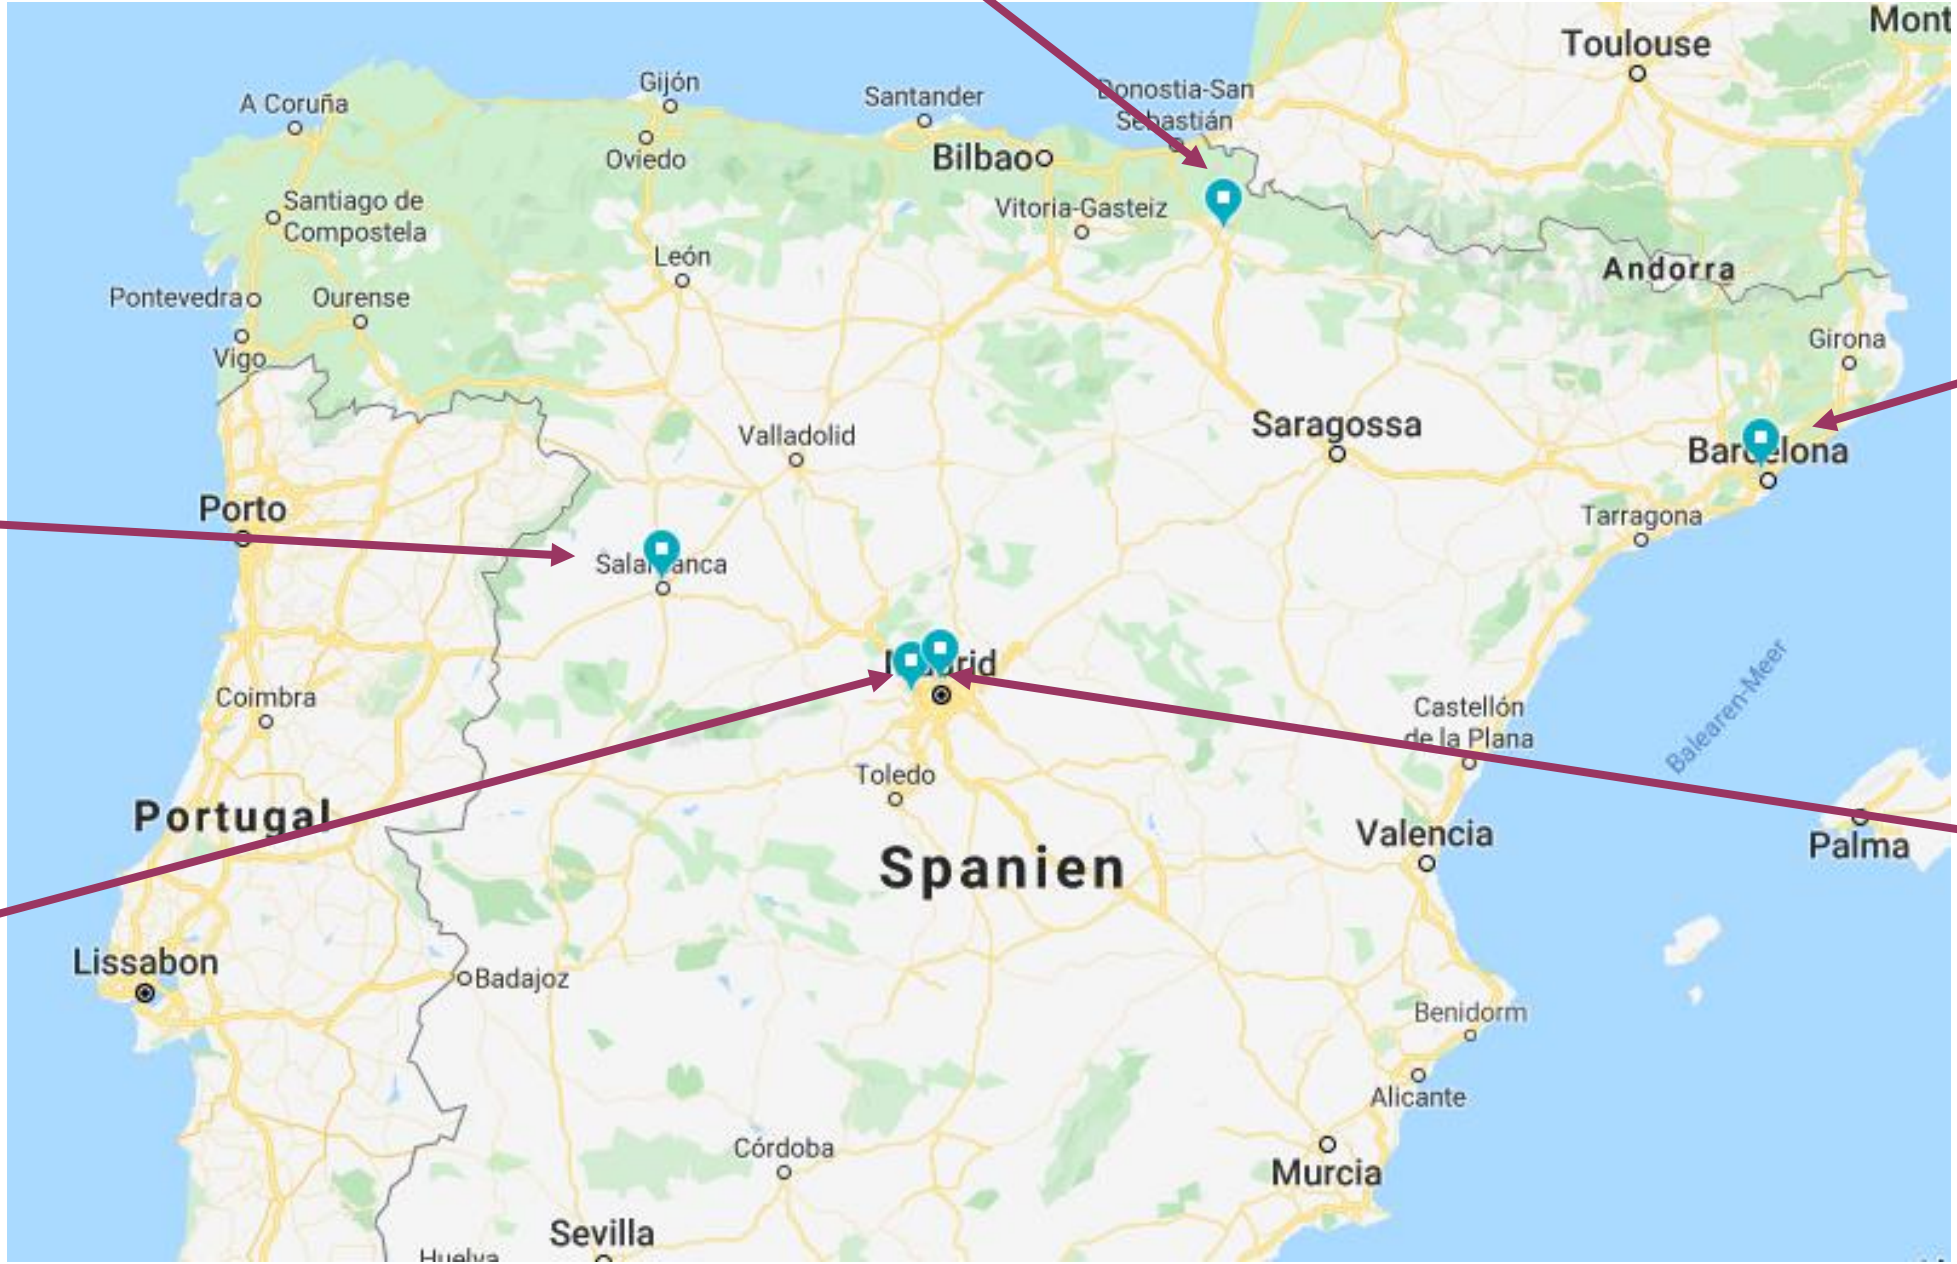 Mont
Toulouse
Gijón
A Coruña
Santander
Donostia-San
Sebastián
Oviedo
Bilbao
Santiago de
Compostela
Vitoria-Gasteiz
León
Andorra
Pontevedra
Ourense
Girona
Vigo
Saragossa
Valladolid
Barcelona
Porto
Tarragona
Salamanca
Madrid
Coimbra
Castellón
de la Plana
Balearen-Meer
Toledo
Portugal
Valencia
Palma
Spanien
Lissabon
Badajoz
Benidorm
Alicante
Córdoba
Murcia
Sevilla
Huelva